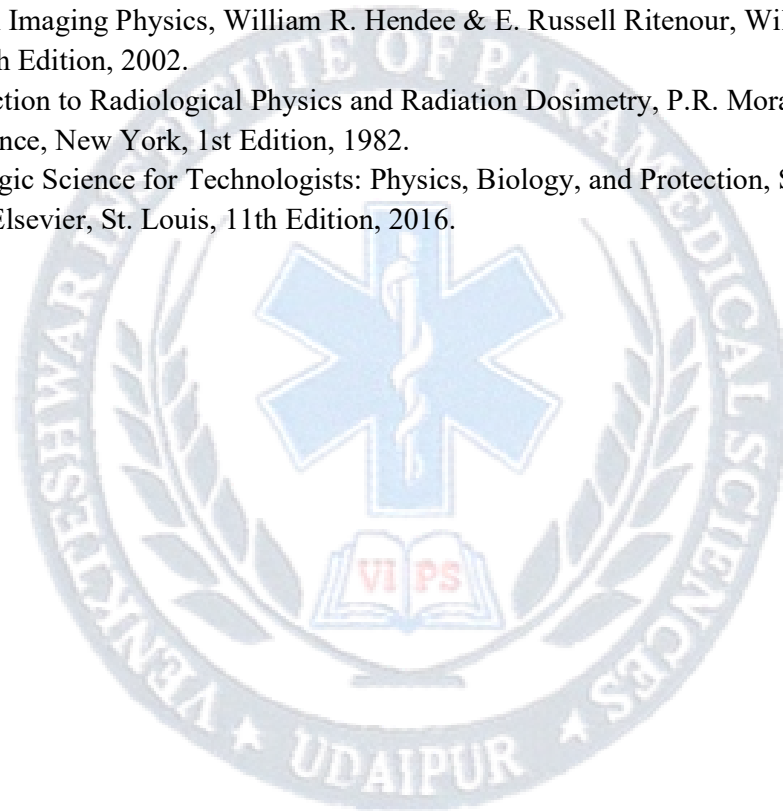 Imaging Physics, William R. Hendee & E. Russell Ritenour, Wi
h Edition, 2002.
ction to Radiological Physics and Radiation Dosimetry, P.R. Mora
nce, New York, 1st Edition, 1982.
gic Science for Technologists: Physics, Biology, and Protection, S
Elsevier, St. Louis, 11th Edition, 2016.
VENKTESHWAR INSTITUTE OF PARAMEDICAL SCIENCES
VI PS
UDAIPUR